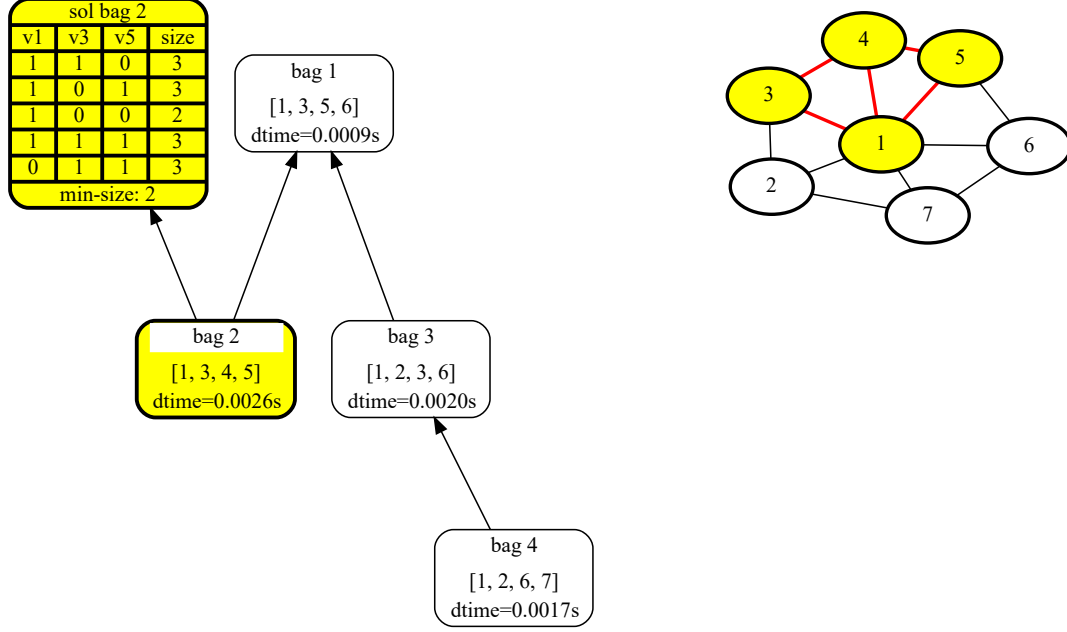 sol bag 2
v1 v3 v5 size
1 1 0 3
1 0 1 3
1 0 0 2
1 1 1 3
0 1 1 3
min-size: 2
bag 1
[1, 3, 5, 6]
dtime=0.0009s
bag 2
[1, 3, 4, 5]
dtime=0.0026s
bag 3
[1, 2, 3, 6]
dtime=0.0020s
bag 4
[1, 2, 6, 7]
dtime=0.0017s
4
5
3
1
6
2
7